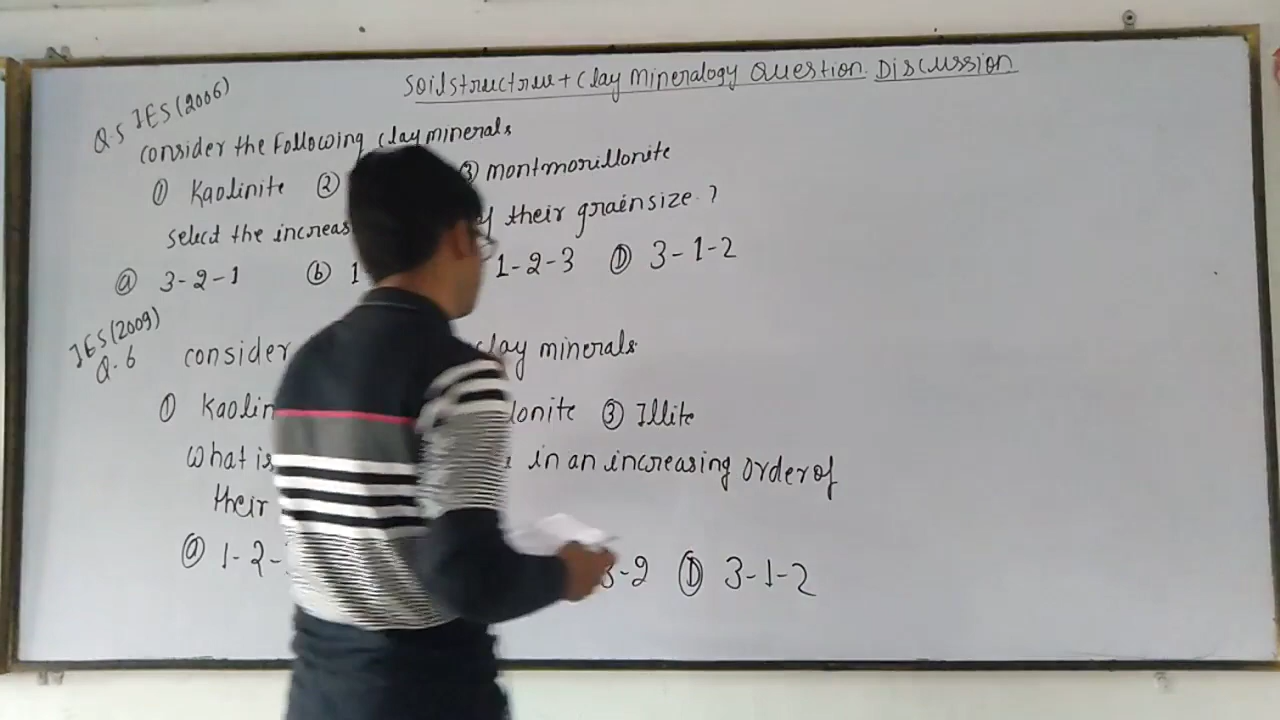 Soilstructrue + Clay Mineralogy Question Discussion
Q.5 IES (2006)
Consider the Following clay minerals
① Kaolinite ② ③ montmorillonite
Select the increas of their grainsize ?
ⓐ 3-2-1 ⓑ 1 1-2-3 Ⓓ 3-1-2
IES (2009)
Q.6 consider clay minerals
① Kaolin lonite ③ Illite
What is in an increasing order of
their
ⓐ 1-2- 3-2 Ⓓ 3-1-2